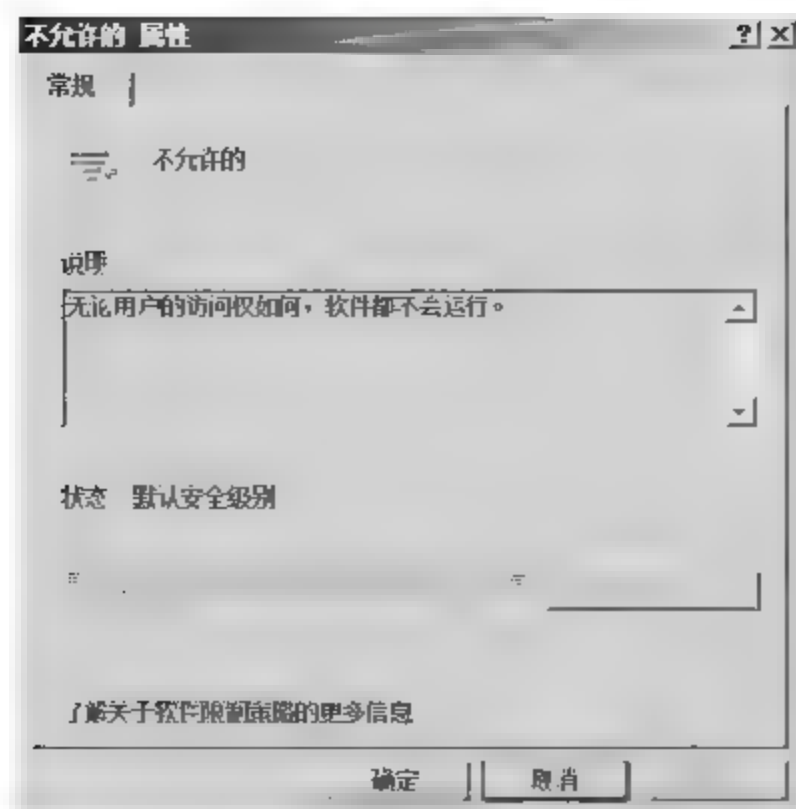 不允许的 属性
常规
不允许的
说明
无论用户的访问权如何，软件都不会运行。
状态 默认安全级别
了解关于软件限制策略的更多信息
确定 取消